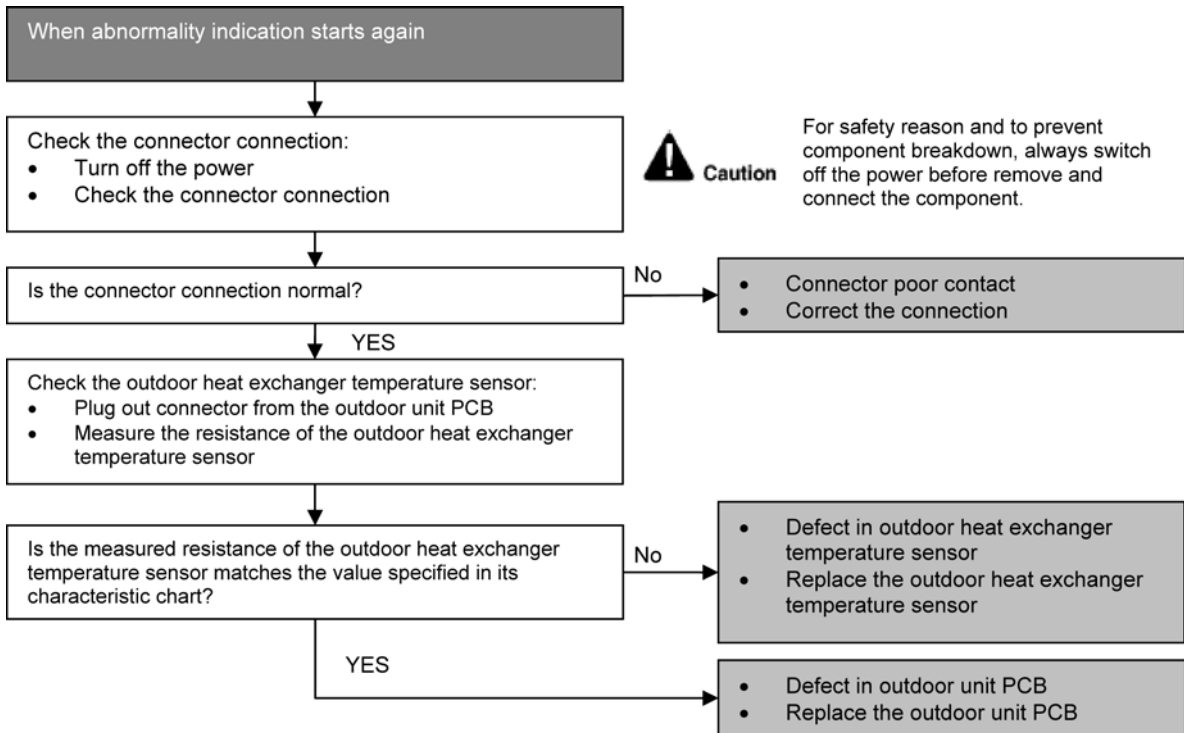 When abnormality indication starts again
Check the connector connection:
• Turn off the power
• Check the connector connection
Caution
For safety reason and to prevent
component breakdown, always switch
off the power before remove and
connect the component.
Is the connector connection normal?
No
• Connector poor contact
• Correct the connection
YES
Check the outdoor heat exchanger temperature sensor:
• Plug out connector from the outdoor unit PCB
• Measure the resistance of the outdoor heat exchanger
temperature sensor
Is the measured resistance of the outdoor heat exchanger
temperature sensor matches the value specified in its
characteristic chart?
No
• Defect in outdoor heat exchanger
temperature sensor
• Replace the outdoor heat exchanger
temperature sensor
YES
• Defect in outdoor unit PCB
• Replace the outdoor unit PCB